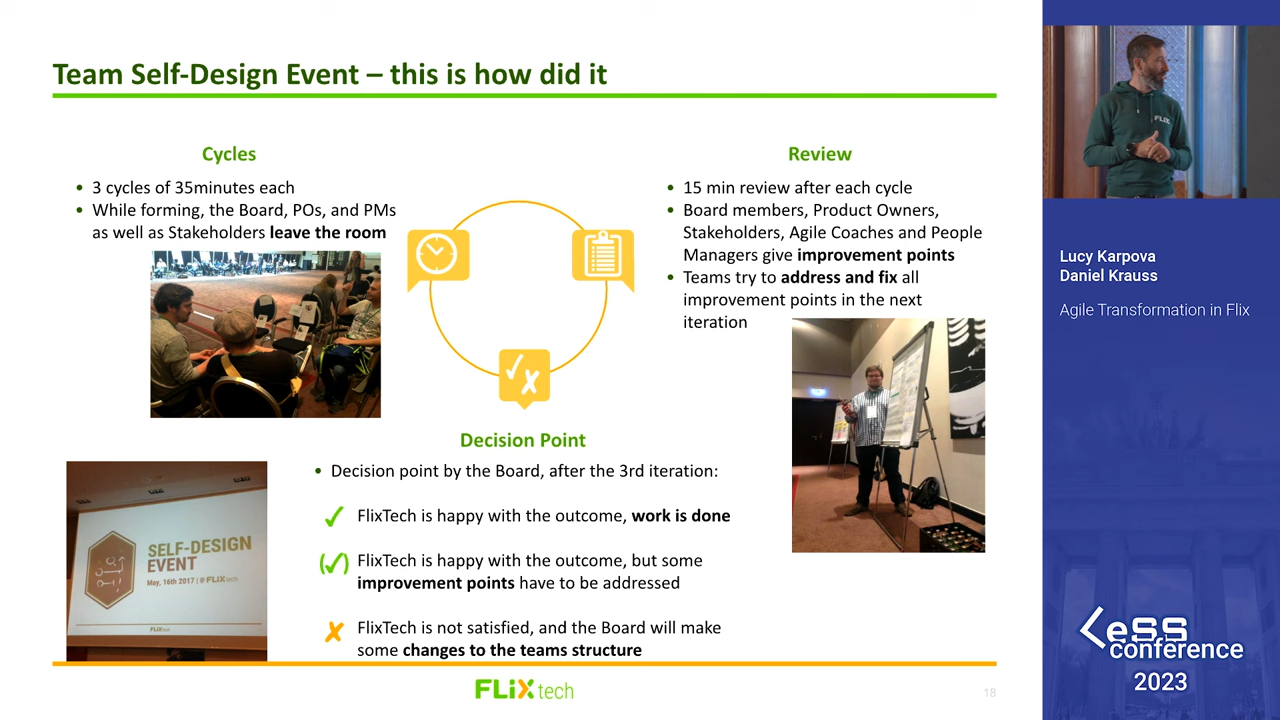 Team Self-Design Event – this is how did it
Cycles
• 3 cycles of 35minutes each
• While forming, the Board, POs, and PMs
as well as Stakeholders leave the room
Review
• 15 min review after each cycle
• Board members, Product Owners,
Stakeholders, Agile Coaches and People
Managers give improvement points
• Teams try to address and fix all
improvement points in the next
iteration
Decision Point
• Decision point by the Board, after the 3rd iteration:
FlixTech is happy with the outcome, work is done
FlixTech is happy with the outcome, but some
improvement points have to be addressed
FlixTech is not satisfied, and the Board will make
some changes to the teams structure
SELF-DESIGN
EVENT
May, 16th 2017 | @ FLiXtech
FLiXtech
FLiXtech
18
FLiX
Lucy Karpova
Daniel Krauss
Agile Transformation in Flix
LeSS
conference
2023